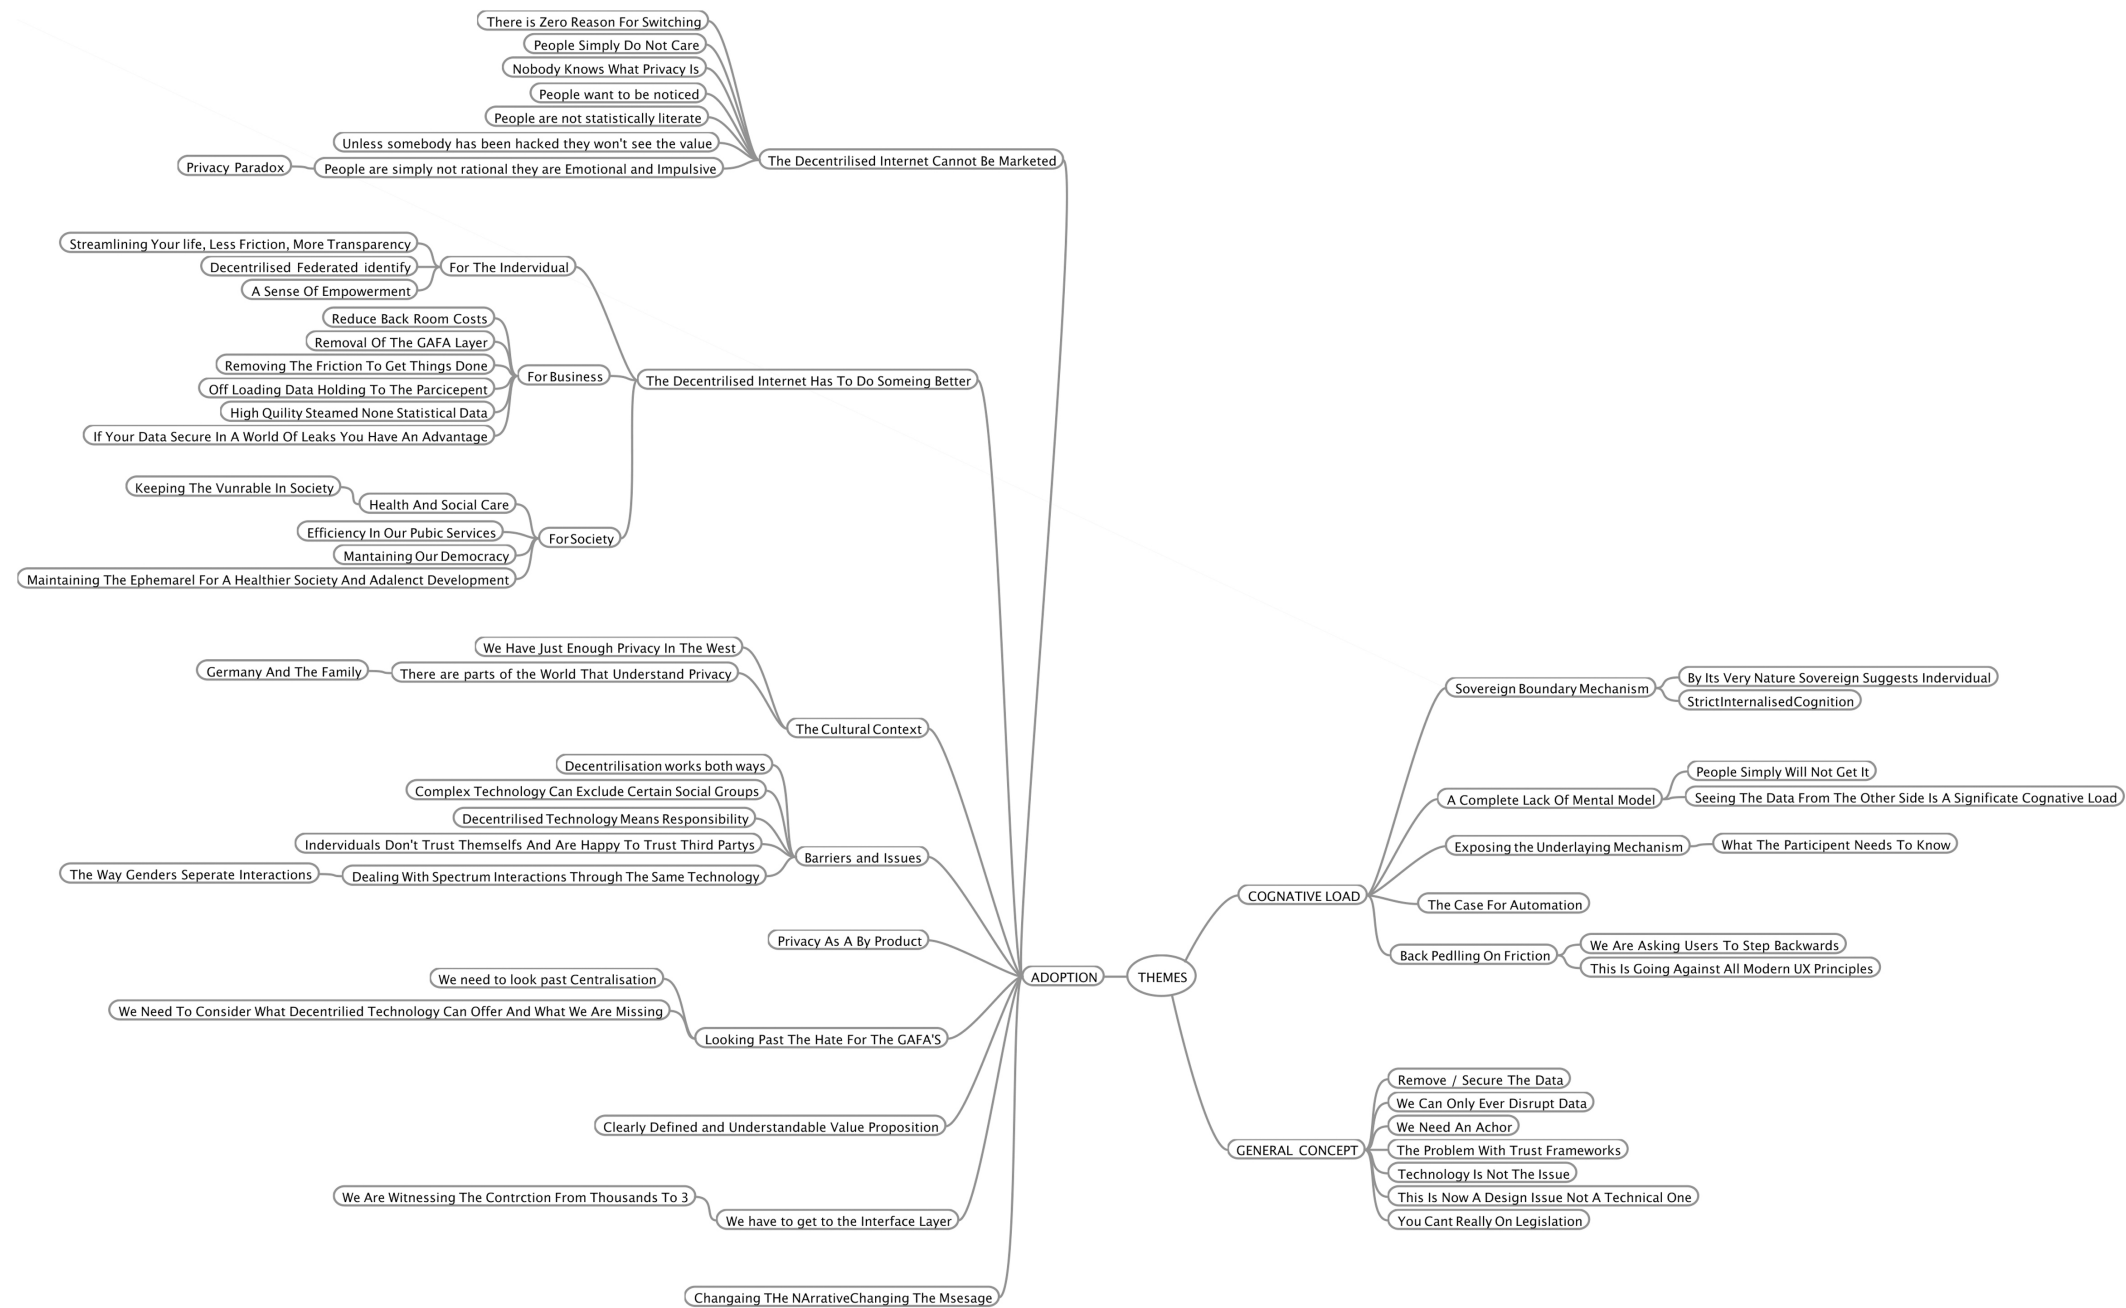 There is Zero Reason For Switching
People Simply Do Not Care
Nobody Knows What Privacy Is
People want to be noticed
People are not statistically literate
Unless somebody has been hacked they won't see the value
Privacy Paradox
People are simply not rational they are Emotional and Impulsive
The Decentrilised Internet Cannot Be Marketed
Streamlining Your life, Less Friction, More Transparency
Decentrilised Federated identify
A Sense Of Empowerment
For The Indervidual
Reduce Back Room Costs
Removal Of The GAFA Layer
Removing The Friction To Get Things Done
Off Loading Data Holding To The Parcicepent
High Quility Steamed None Statistical Data
If Your Data Secure In A World Of Leaks You Have An Advantage
For Business
The Decentrilised Internet Has To Do Someing Better
Keeping The Vunrable In Society
Health And Social Care
Efficiency In Our Pubic Services
Mantaining Our Democracy
Maintaining The Ephemarel For A Healthier Society And Adalenct Development
For Society
We Have Just Enough Privacy In The West
Germany And The Family
There are parts of the World That Understand Privacy
The Cultural Context
Decentrilisation works both ways
Complex Technology Can Exclude Certain Social Groups
Decentrilised Technology Means Responsibility
Inderviduals Don't Trust Themselfs And Are Happy To Trust Third Partys
The Way Genders Seperate Interactions
Dealing With Spectrum Interactions Through The Same Technology
Barriers and Issues
Privacy As A By Product
We need to look past Centralisation
We Need To Consider What Decentrilied Technology Can Offer And What We Are Missing
Looking Past The Hate For The GAFA'S
Clearly Defined and Understandable Value Proposition
We Are Witnessing The Contrction From Thousands To 3
We have to get to the Interface Layer
Changaing THe NArrativeChanging The Msesage
ADOPTION
THEMES
Sovereign Boundary Mechanism
By Its Very Nature Sovereign Suggests Indervidual
StrictInternalisedCognition
A Complete Lack Of Mental Model
People Simply Will Not Get It
Seeing The Data From The Other Side Is A Significate Cognative Load
Exposing the Underlaying Mechanism
What The Participent Needs To Know
COGNATIVE LOAD
The Case For Automation
Back Pedlling On Friction
We Are Asking Users To Step Backwards
This Is Going Against All Modern UX Principles
GENERAL CONCEPT
Remove / Secure The Data
We Can Only Ever Disrupt Data
We Need An Achor
The Problem With Trust Frameworks
Technology Is Not The Issue
This Is Now A Design Issue Not A Technical One
You Cant Really On Legislation